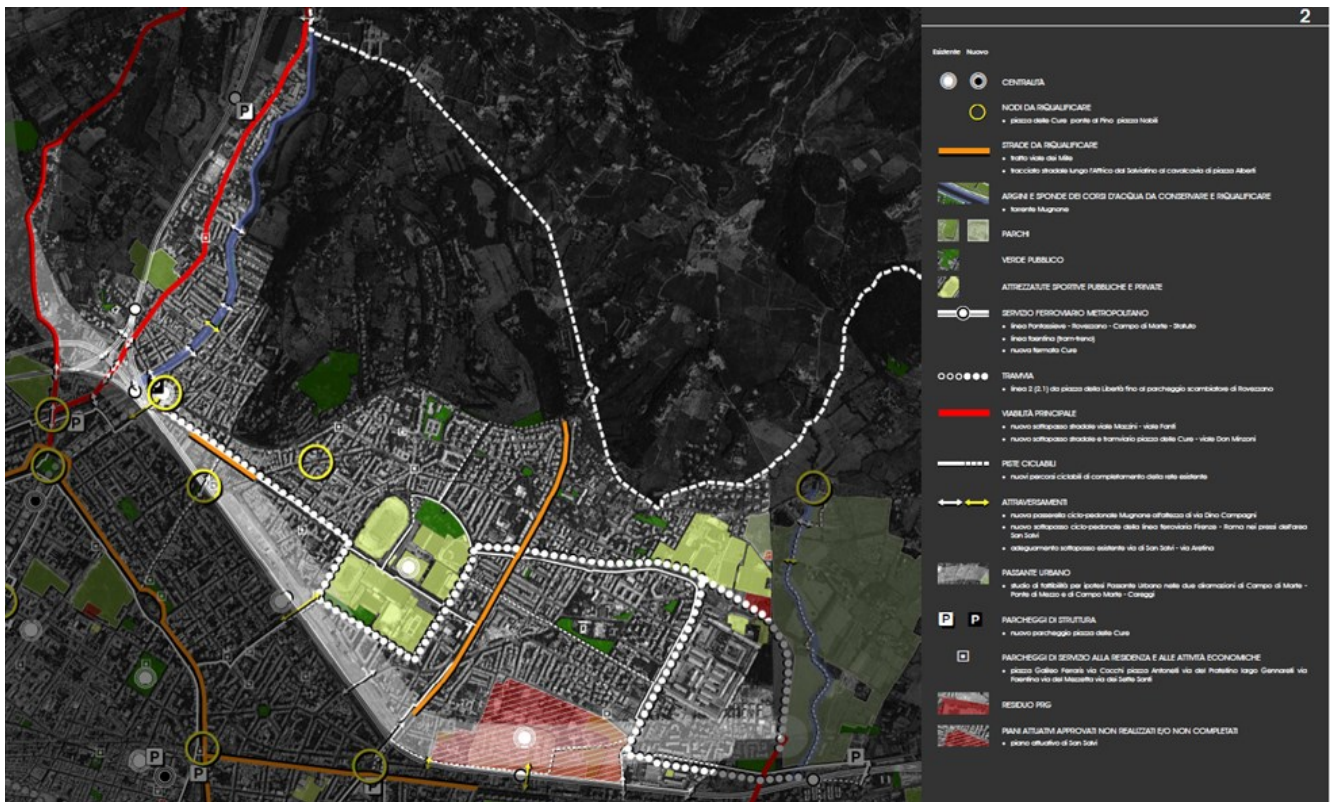 2
Esistente Nuovo
CENTRALITÀ
NODI DA RIQUALIFICARE
• piazza delle Cure ponte al Pino piazza Nobili
STRADE DA RIQUALIFICARE
• tratto viale dei Mille
• tracciato stradale lungo l'Affrico dal Salviatino al cavalcavia di piazza Alberti
ARGINI E SPONDE DEI CORSI D'ACQUA DA CONSERVARE E RIQUALIFICARE
• torrente Mugnone
PARCHI
VERDE PUBBLICO
ATTREZZATUTE SPORTIVE PUBBLICHE E PRIVATE
SERVIZIO FERROVIARIO METROPOLITANO
• linea Pontassieve - Rovezzano - Campo di Marte - Statuto
• linea faentina (tram-treno)
• nuova fermata Cure
TRAMVIA
• linea 2 (2.1) da piazza della Libertà fino al parcheggio scambiatore di Rovezzano
VIABILITÀ PRINCIPALE
• nuovo sottopasso stradale viale Mazzini - viale Fanti
• nuovo sottopasso stradale e tramviario piazza delle Cure - viale Don Minzoni
PISTE CICLABILI
• nuovi percorsi ciclabili di completamento della rete esistente
ATTRAVERSAMENTI
• nuova passerella ciclo-pedonale Mugnone all'altezza di via Dino Compagni
• nuovo sottopasso ciclo-pedonale della linea ferroviaria Firenze - Roma nei pressi dell'area
San Salvi
• adeguamento sottopasso esistente via di San Salvi - via Aretina
PASSANTE URBANO
• studio di fattibilità per ipotesi Passante Urbano nelle due diramazioni di Campo di Marte -
Ponte di Mezzo e di Campo Marte - Careggi
P P PARCHEGGI DI STRUTTURA
• nuovo parcheggio piazza delle Cure
PARCHEGGI DI SERVIZIO ALLA RESIDENZA E ALLE ATTIVITÀ ECONOMICHE
• piazza Galileo Ferraris via Cocchi piazza Antonelli via del Pratellino largo Gennarelli via
Faentina via del Mezzetta via dei Sette Santi
RESIDUO PRG
PIANI ATTUATIVI APPROVATI NON REALIZZATI E/O NON COMPLETATI
• piano attuativo di San Salvi
P
P
P
P
P
P
P